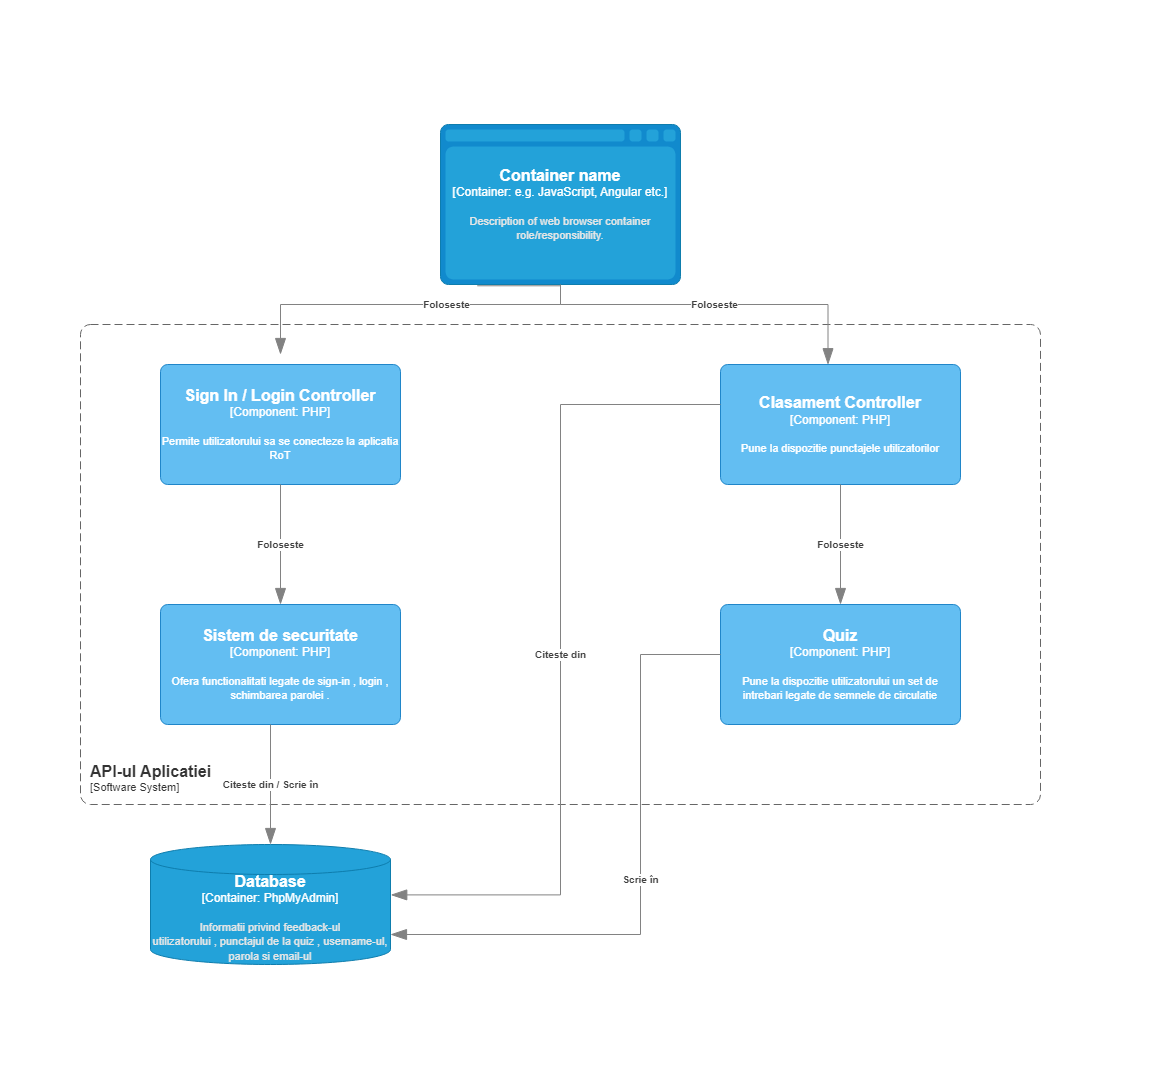 Container name
[Container: e.g. JavaScript, Angular etc.]
Description of web browser container
role/responsibility.
Foloseste
Foloseste
Sign In / Login Controller
[Component: PHP]
Permite utilizatorului sa se conecteze la aplicatia
RoT
Clasament Controller
[Component: PHP]
Pune la dispozitie punctajele utilizatorilor
Foloseste
Foloseste
Sistem de securitate
[Component: PHP]
Ofera functionalitati legate de sign-in , login ,
schimbarea parolei .
Citeste din
Quiz
[Component: PHP]
Pune la dispozitie utilizatorului un set de
intrebari legate de semnele de circulatie
API-ul Aplicatiei
[Software System]
Citeste din / Scrie în
Database
[Container: PhpMyAdmin]
Informatii privind feedback-ul
utilizatorului , punctajul de la quiz , username-ul,
parola si email-ul
Scrie în